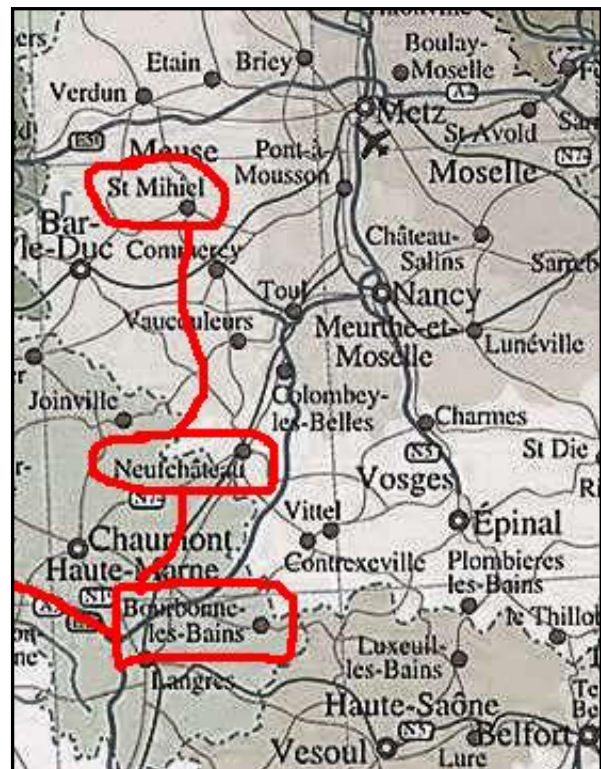 Boulay-
Moselle
Briey
Etain
Verdun
Metz
St Avold
Meuse
Pont-à-
Mousson
Moselle
St Mihiel
Bar-
le-Duc
Commercy
Château-
Salins
Toul
Nancy
Vaucouleurs
Meurthe-et-
Moselle
Lunéville
Joinville
Colombey-
les-Belles
Charmes
Neufchâteau
St Die
Vosges
Vittel
Épinal
Chaumont
Contrexeville
Haute-Marne
Plombieres
les-Bains
Bourbonne-
les-Bains
le Thillot
Luxeuil-
les-Bains
Langres
Haute-Saône
Belfort
Vesoul
Lure